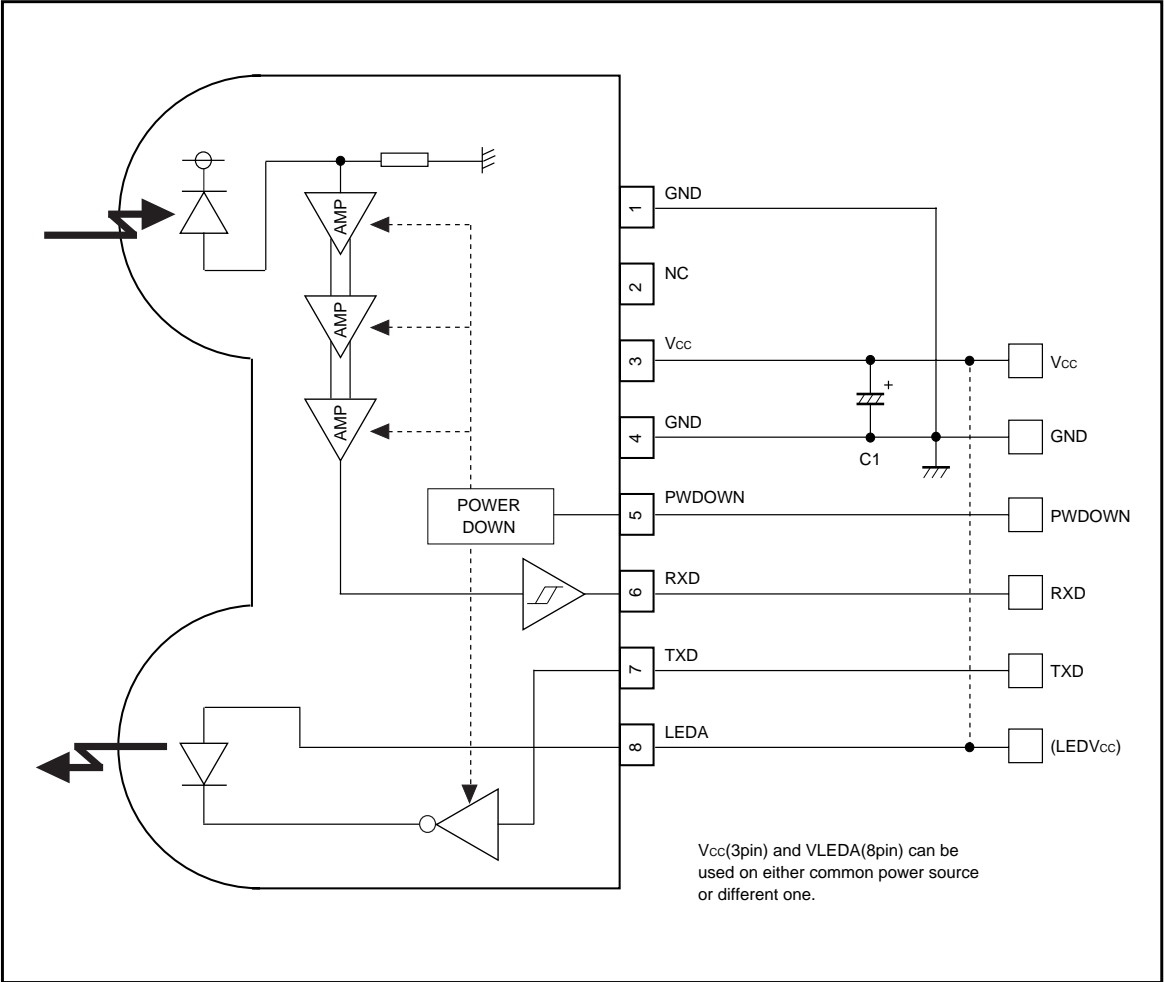 AMP
AMP
AMP
POWER
DOWN
1
GND
2
NC
3
Vcc
4
GND
5
PWDOWN
6
RXD
7
TXD
8
LEDA
+
C1
Vcc
GND
PWDOWN
RXD
TXD
(LEDVcc)
Vcc(3pin) and VLEDA(8pin) can be
used on either common power source
or different one.